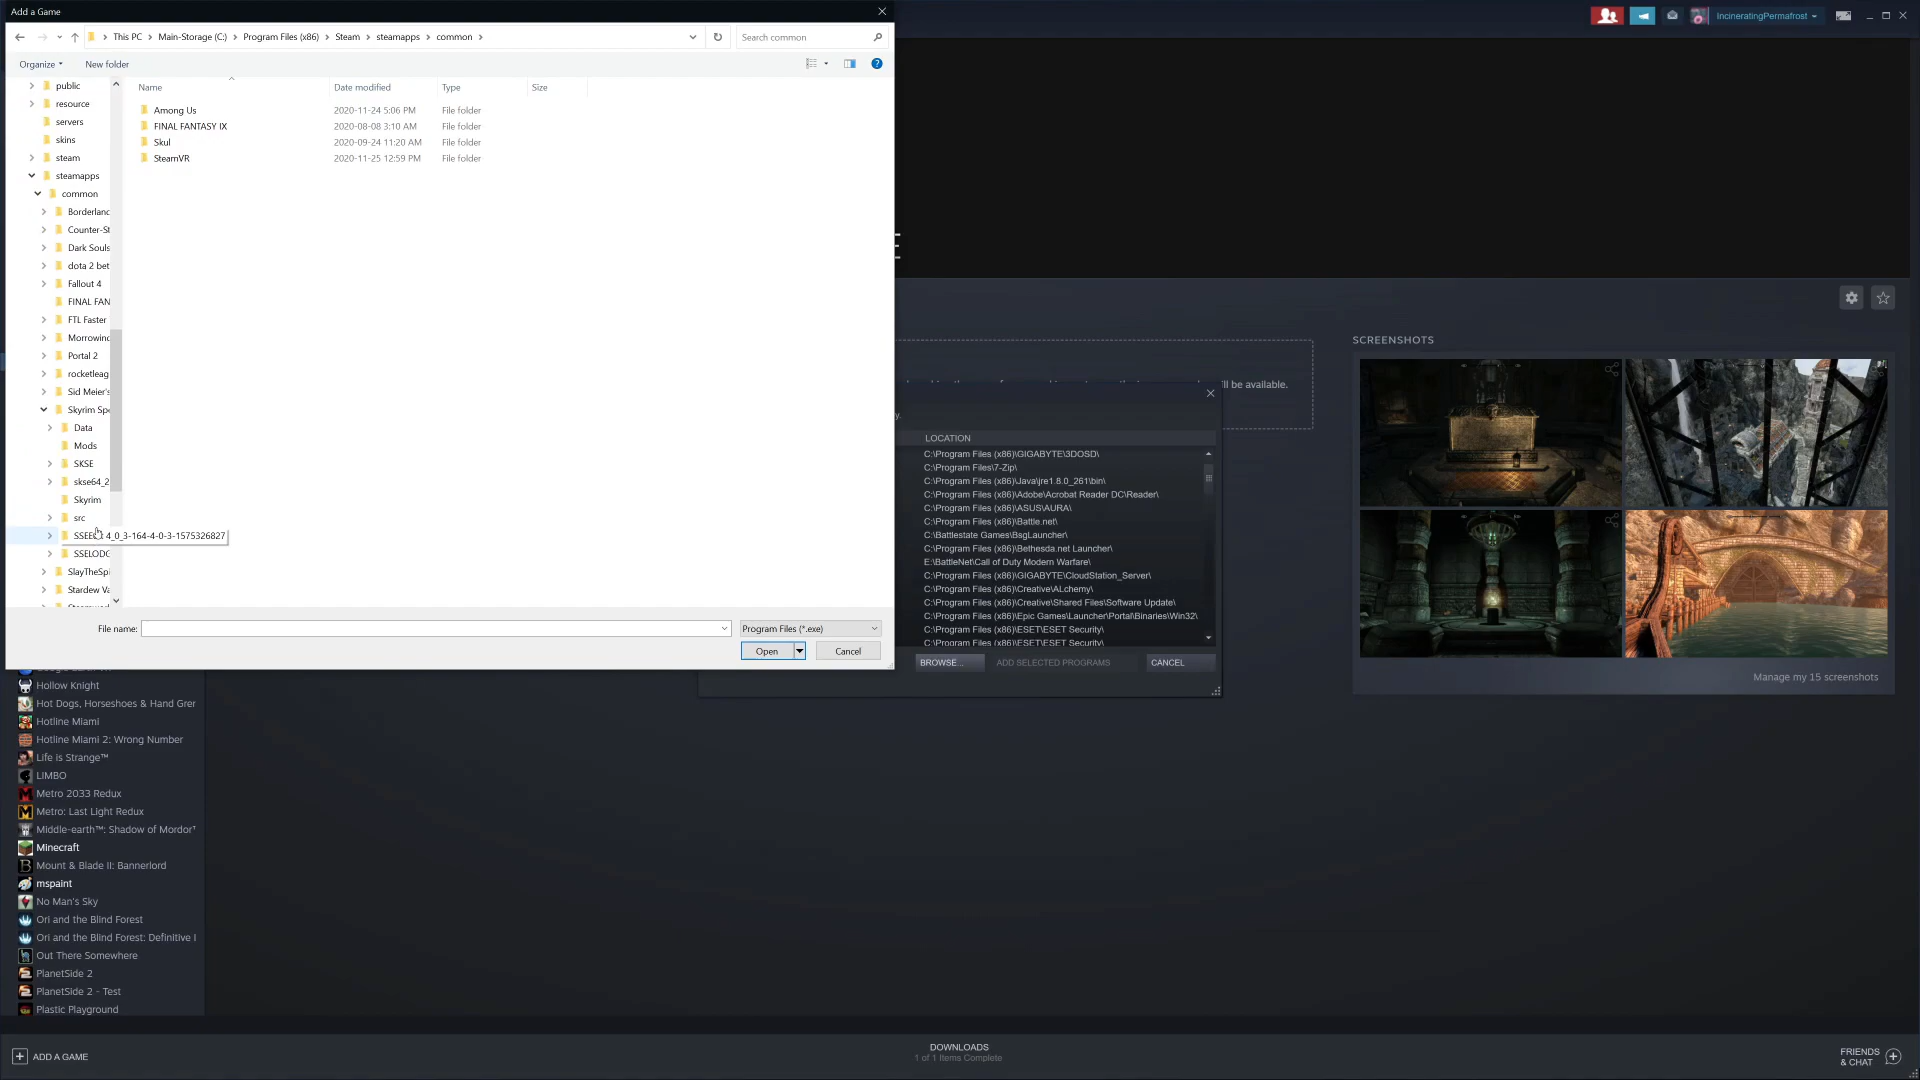 Add a Game
IncineratingPermafrost
This PC
Main-Storage (C:)
Program Files (x86)
Steam
steamapps
common
Search common
Organize
New folder
Name
Date modified
Type
Size
Among Us
2020-11-24 5:06 PM
File folder
FINAL FANTASY IX
2020-08-08 3:10 AM
File folder
Skul
2020-09-24 11:20 AM
File folder
SteamVR
2020-11-25 12:59 PM
File folder
public
resource
servers
skins
steam
steamapps
common
Borderlanc
Counter-St
Dark Souls
dota 2 bet
Fallout 4
FINAL FAN
FTL Faster
Morrowinc
Portal 2
rocketleag
Sid Meier's
Skyrim Spe
Data
Mods
SKSE
skse64_2
Skyrim
src
4_0_3-164-4-0-3-1575326827
SSELODG
SlayTheSpi
Stardew Va
File name:
Program Files (*.exe)
Open
Cancel
E
SCREENSHOTS
ill be available.
y.
LOCATION
C:\Program Files (x86)\GIGABYTE\3DOSD\
C:\Program Files\7-Zip\
C:\Program Files (x86)\Java\jre1.8.0_261\bin\
C:\Program Files (x86)\Adobe\Acrobat Reader DC\Reader\
C:\Program Files (x86)\ASUS\AURA\
C:\Program Files (x86)\Battle.net\
C:\Battlestate Games\BsgLauncher\
C:\Program Files (x86)\Bethesda.net Launcher\
E:\BattleNet\Call of Duty Modern Warfare\
C:\Program Files (x86)\GIGABYTE\CloudStation_Server\
C:\Program Files (x86)\Creative\ALchemy\
C:\Program Files (x86)\Creative\Shared Files\Software Update\
C:\Program Files (x86)\Epic Games\Launcher\Portal\Binaries\Win32\
C:\Program Files (x86)\ESET\ESET Security\
C:\Program Files (x86)\ESET\ESET Security\
BROWSE...
ADD SELECTED PROGRAMS
CANCEL
Manage my 15 screenshots
Hollow Knight
Hot Dogs, Horseshoes & Hand Grer
Hotline Miami
Hotline Miami 2: Wrong Number
Life is Strange™
LIMBO
Metro 2033 Redux
Metro: Last Light Redux
Middle-earth™: Shadow of Mordor™
Minecraft
Mount & Blade II: Bannerlord
mspaint
No Man's Sky
Ori and the Blind Forest
Ori and the Blind Forest: Definitive I
Out There Somewhere
PlanetSide 2
PlanetSide 2 - Test
Plastic Playground
ADD A GAME
DOWNLOADS
1 of 1 Items Complete
FRIENDS
& CHAT